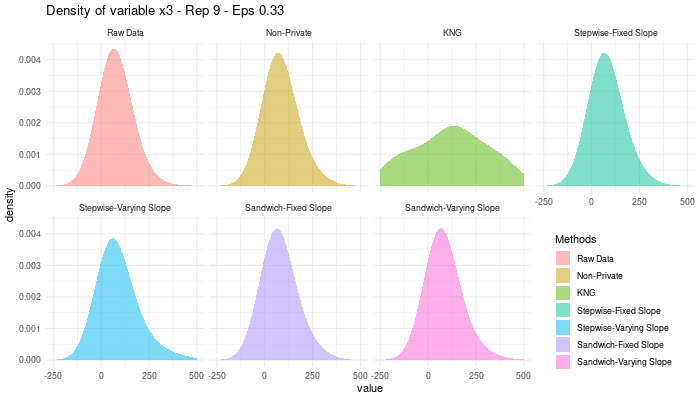 Density of variable x3 - Rep 9 - Eps 0.33
Raw Data
Non-Private
KNG
Stepwise-Fixed Slope
0.004
0.003
0.002
0.001
0.000
-250
0
250
500
density
Stepwise-Varying Slope
Sandwich-Fixed Slope
Sandwich-Varying Slope
0.004
0.003
0.002
0.001
0.000
-250
0
250
500
-250
0
250
500
-250
0
250
500
value
Methods
Raw Data
Non-Private
KNG
Stepwise-Fixed Slope
Stepwise-Varying Slope
Sandwich-Fixed Slope
Sandwich-Varying Slope